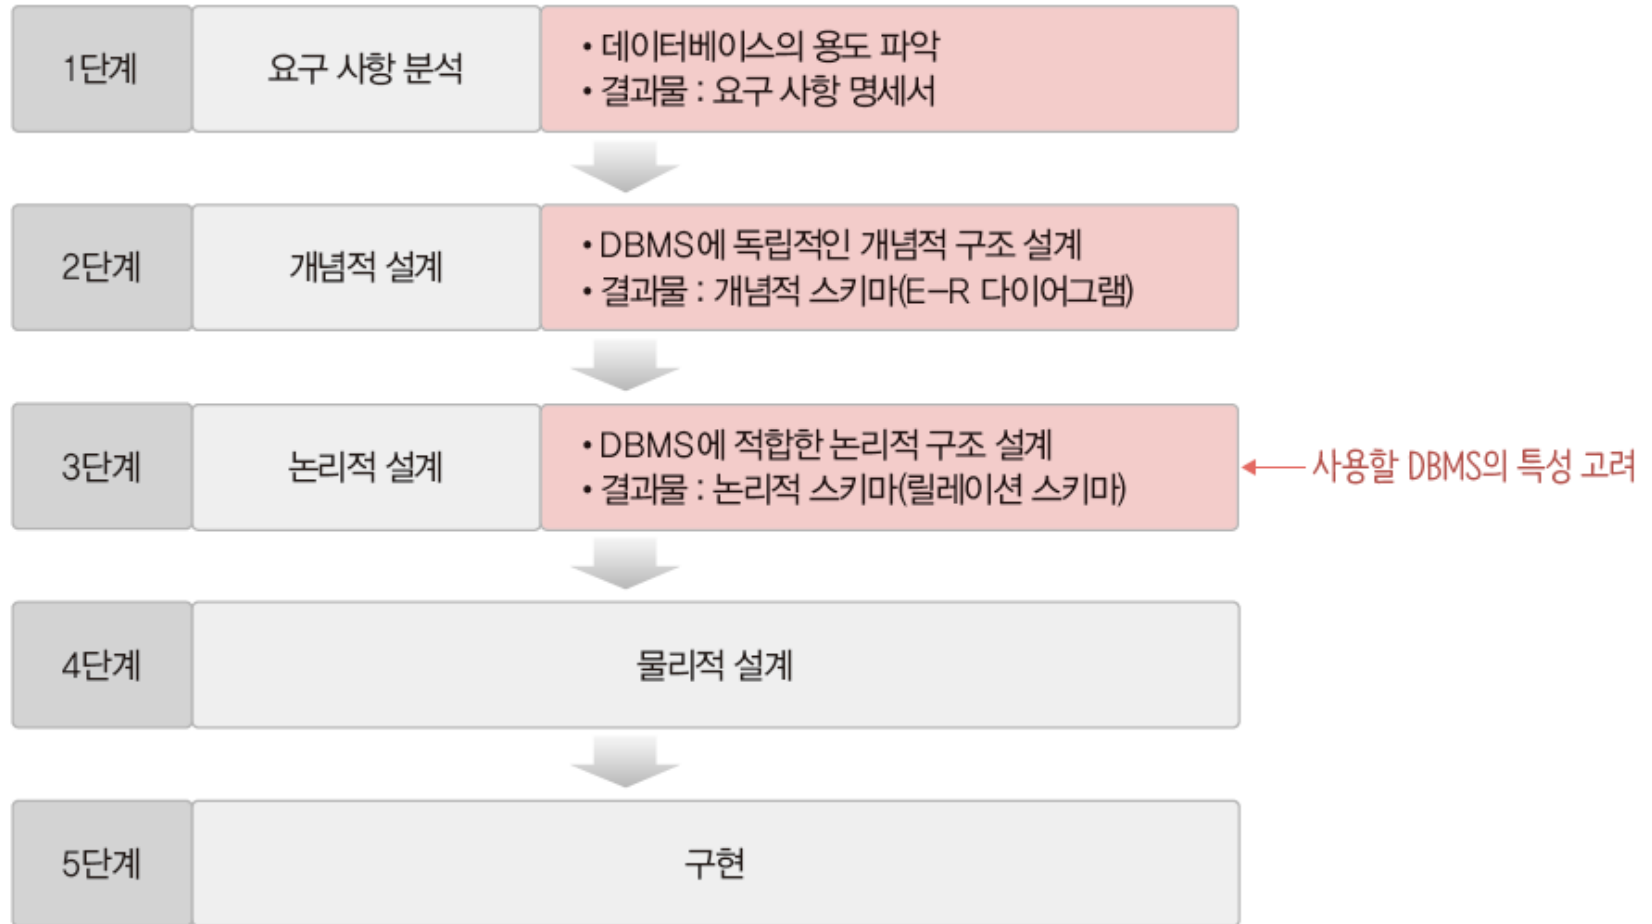 1단계
요구 사항 분석
• 데이터베이스의 용도 파악
• 결과물 : 요구 사항 명세서
2단계
개념적 설계
• DBMS에 독립적인 개념적 구조 설계
• 결과물 : 개념적 스키마(E-R 다이어그램)
3단계
논리적 설계
• DBMS에 적합한 논리적 구조 설계
• 결과물 : 논리적 스키마(릴레이션 스키마)
사용할 DBMS의 특성 고려
4단계
물리적 설계
5단계
구현